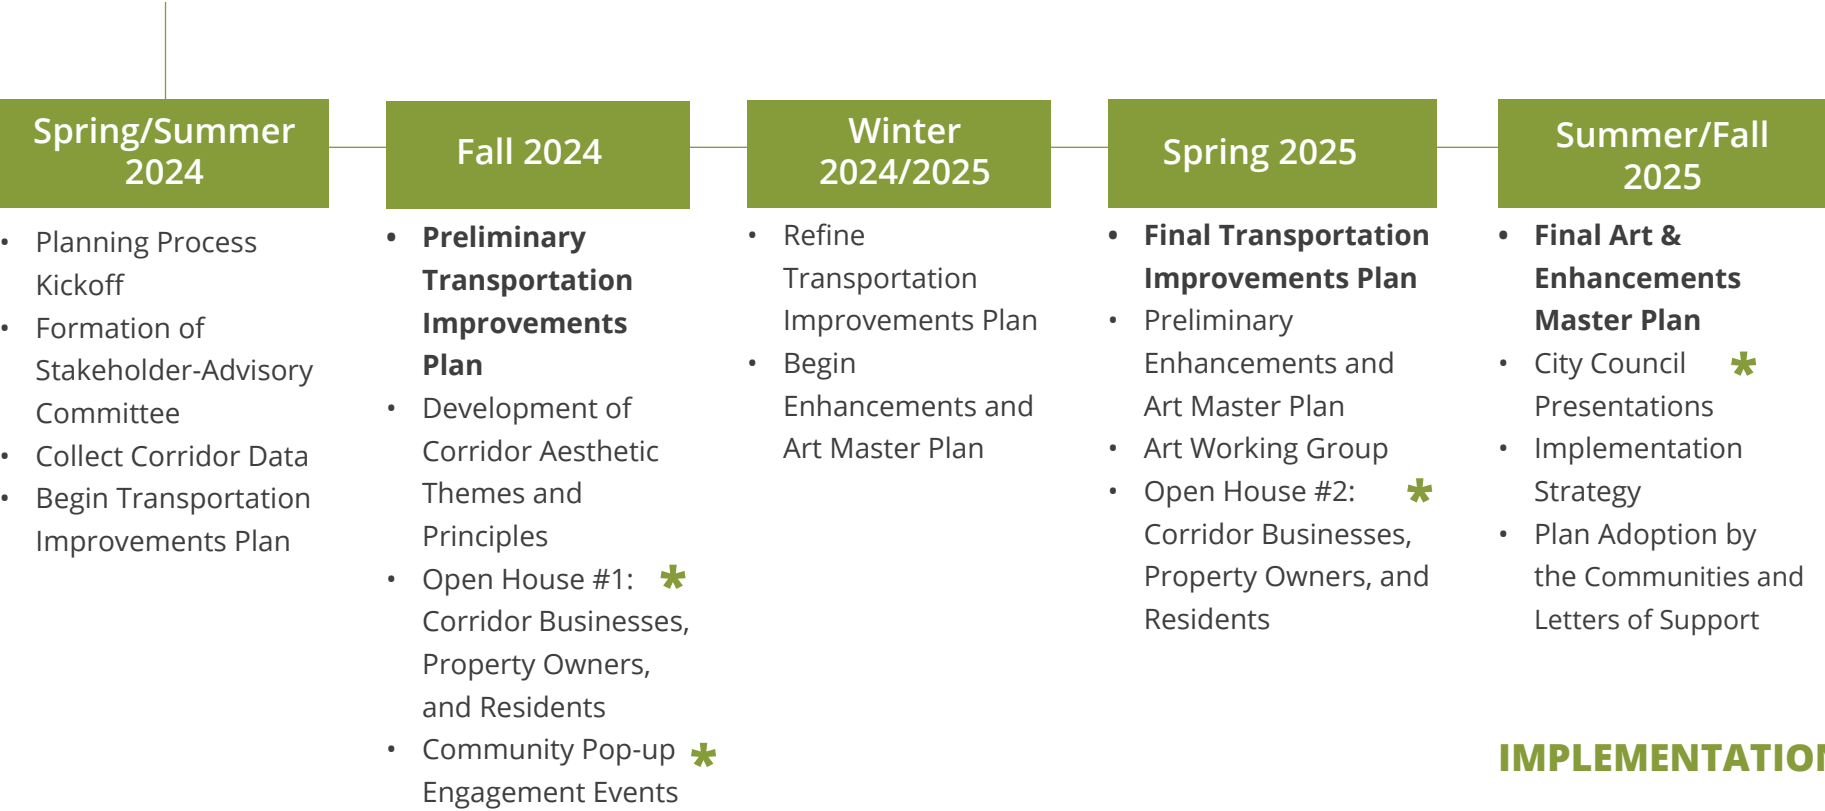 Spring/Summer
2024
• Planning Process
Kickoff
• Formation of
Stakeholder-Advisory
Committee
• Collect Corridor Data
• Begin Transportation
Improvements Plan
Fall 2024
• Preliminary
Transportation
Improvements
Plan
• Development of
Corridor Aesthetic
Themes and
Principles
• Open House #1: *
Corridor Businesses,
Property Owners,
and Residents
• Community Pop-up *
Engagement Events
Winter
2024/2025
• Refine
Transportation
Improvements Plan
• Begin
Enhancements and
Art Master Plan
Spring 2025
• Final Transportation
Improvements Plan
• Preliminary
Enhancements and
Art Master Plan
• Art Working Group
• Open House #2: *
Corridor Businesses,
Property Owners, and
Residents
Summer/Fall
2025
• Final Art &
Enhancements
Master Plan
• City Council *
Presentations
• Implementation
Strategy
• Plan Adoption by
the Communities and
Letters of Support
IMPLEMENTATION